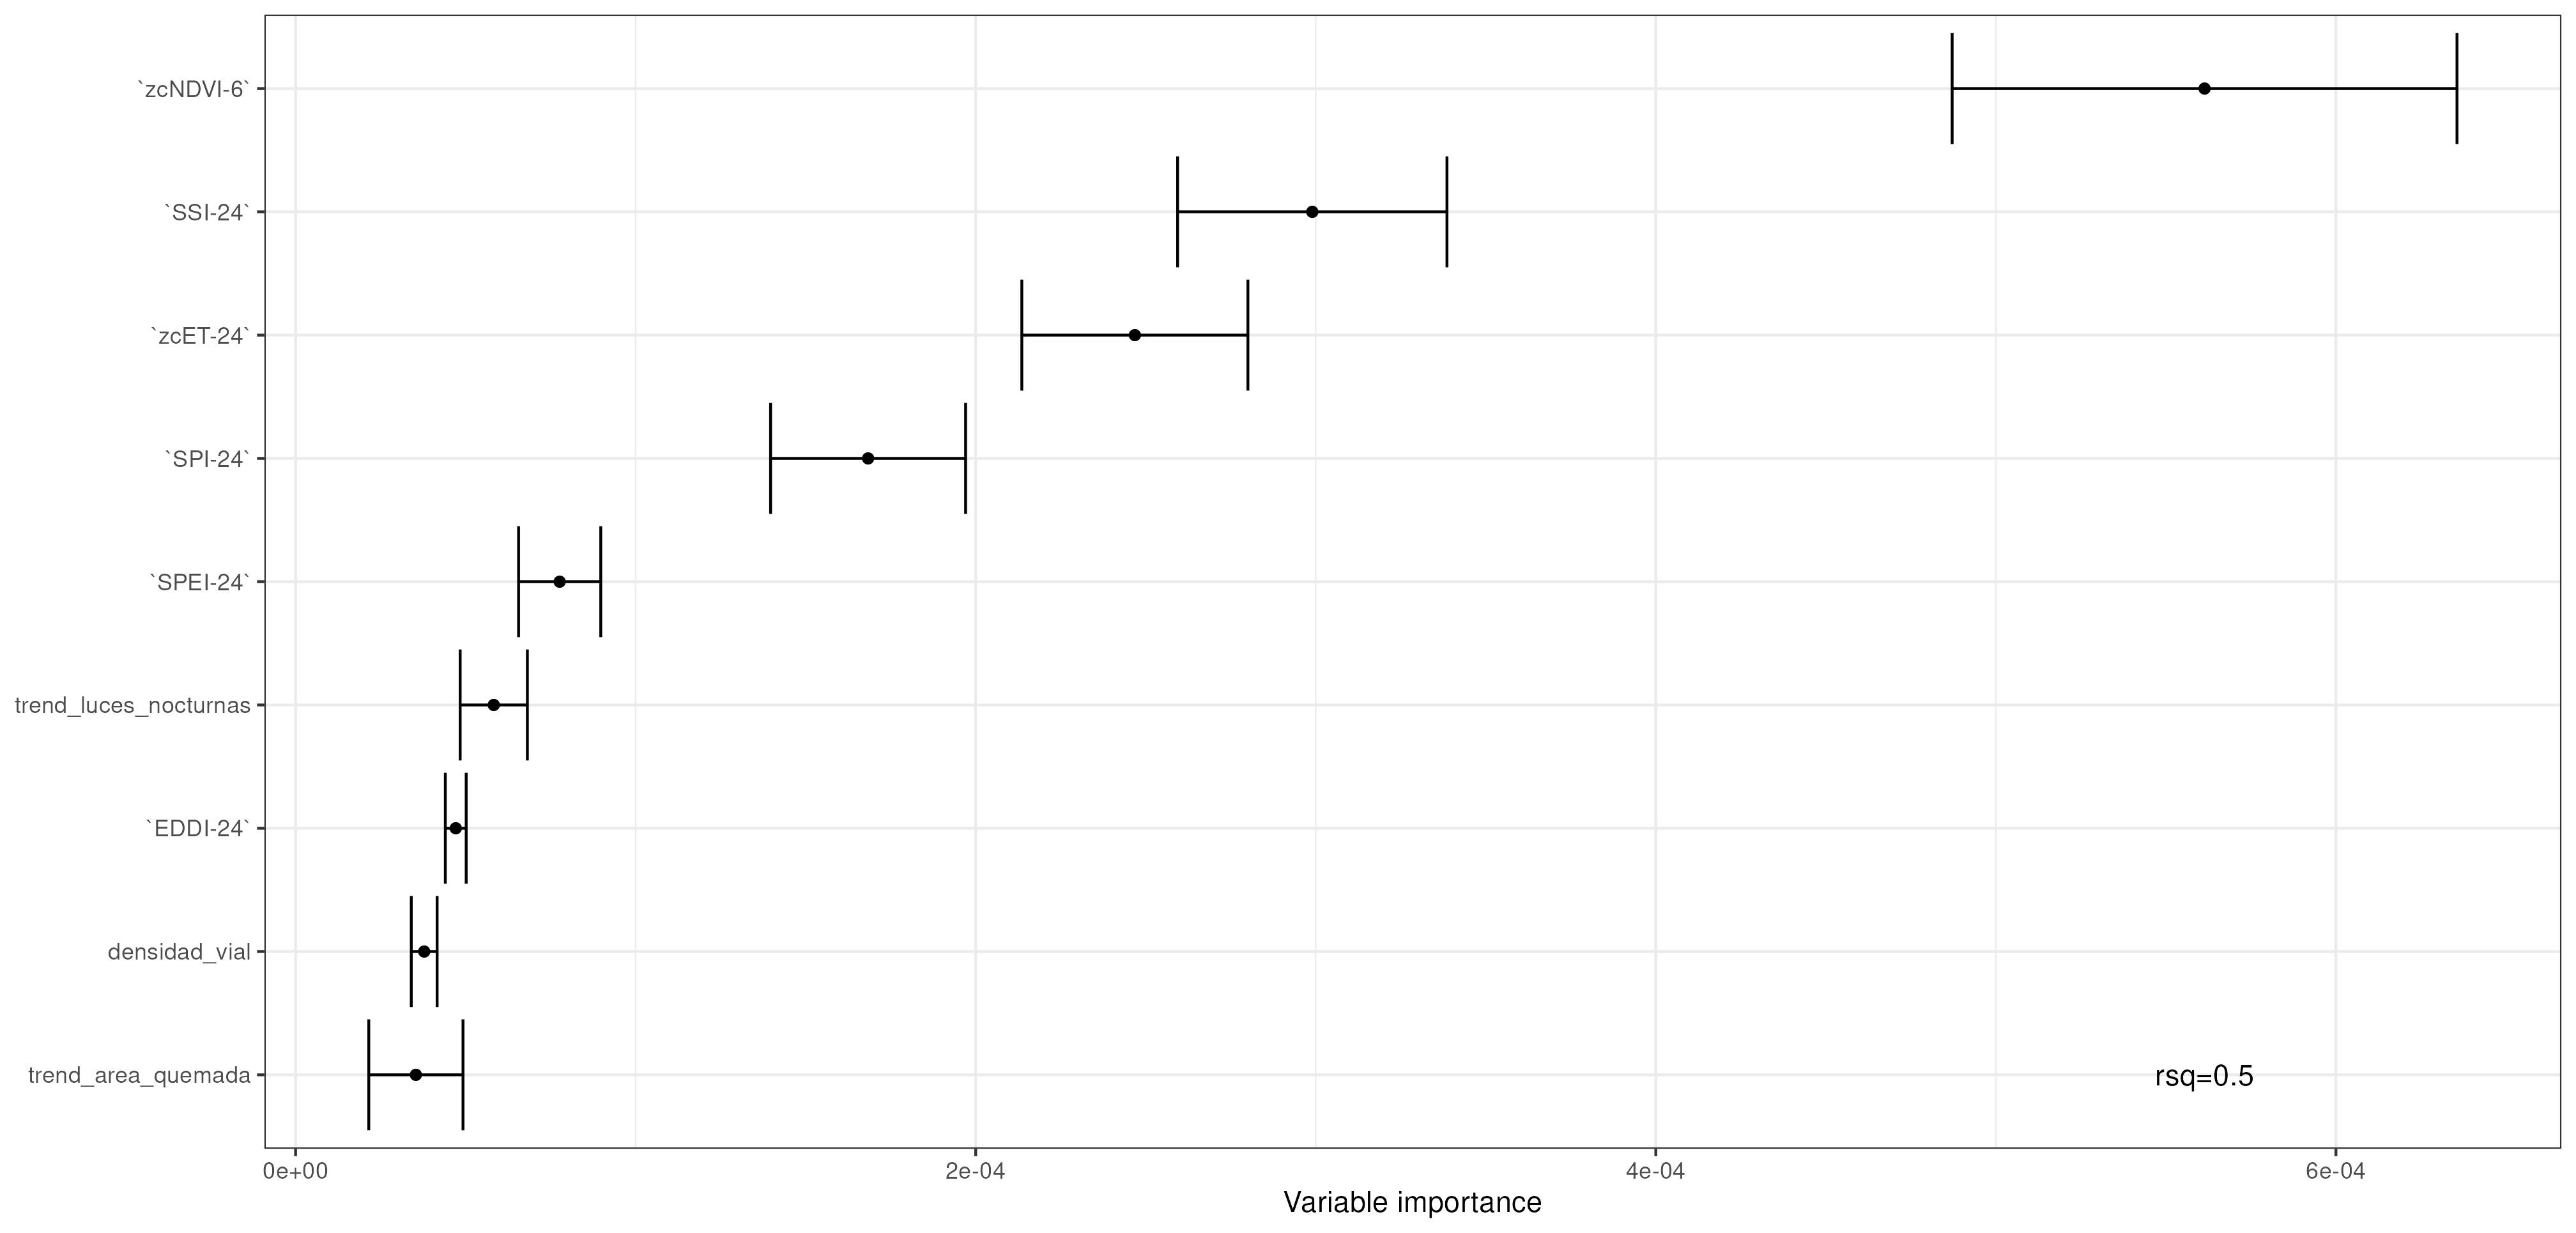 `zcNDVI-6`
`SSI-24`
`zcET-24`
`SPI-24`
`SPEI-24`
trend_luces_nocturnas
`EDDI-24`
densidad_vial
trend_area_quemada
rsq=0.5
0e+00 2e-04 4e-04 6e-04
Variable importance